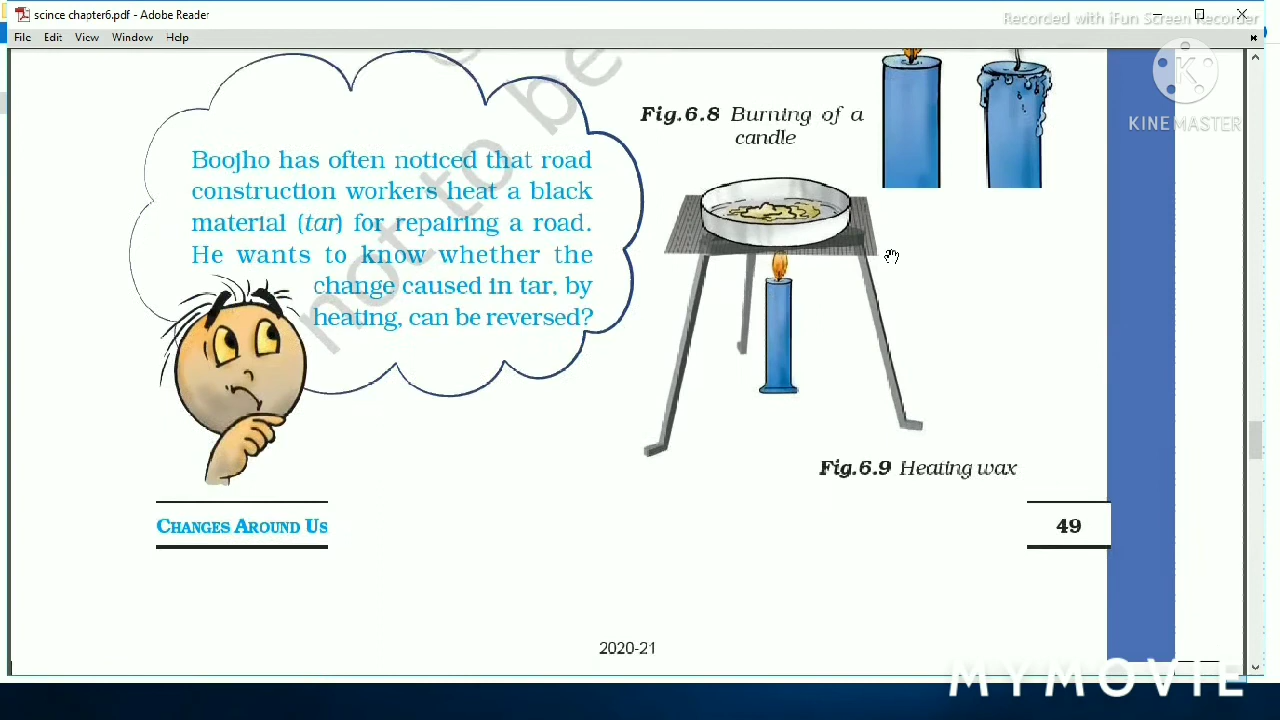 scince chapter6.pdf - Adobe Reader
Recorded with iFun Screen Recorder
File Edit View Window Help
K
KINEMASTER
Fig.6.8 Burning of a
candle
not to be
Boojho has often noticed that road
construction workers heat a black
material (tar) for repairing a road.
He wants to know whether the
change caused in tar, by
heating, can be reversed?
Fig.6.9 Heating wax
CHANGES AROUND US
49
2020-21
MYMOVIE